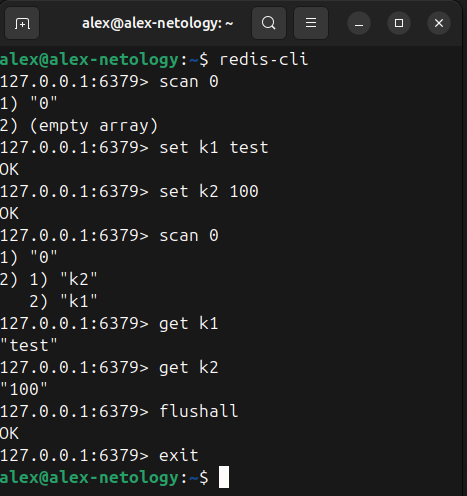 alex@alex-netology: ~
alex@alex-netology:~$ redis-cli
127.0.0.1:6379> scan 0
1) "0"
2) (empty array)
127.0.0.1:6379> set k1 test
OK
127.0.0.1:6379> set k2 100
OK
127.0.0.1:6379> scan 0
1) "0"
2) 1) "k2"
   2) "k1"
127.0.0.1:6379> get k1
"test"
127.0.0.1:6379> get k2
"100"
127.0.0.1:6379> flushall
OK
127.0.0.1:6379> exit
alex@alex-netology:~$